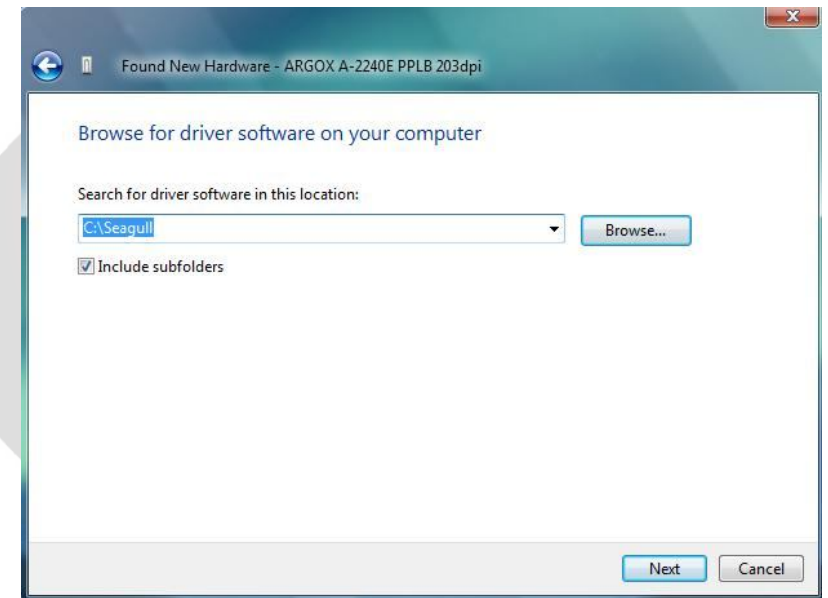 Found New Hardware - ARGOX A-2240E PPLB 203dpi
Browse for driver software on your computer
Search for driver software in this location:
C:\Seagull Browse...
Include subfolders
Next Cancel